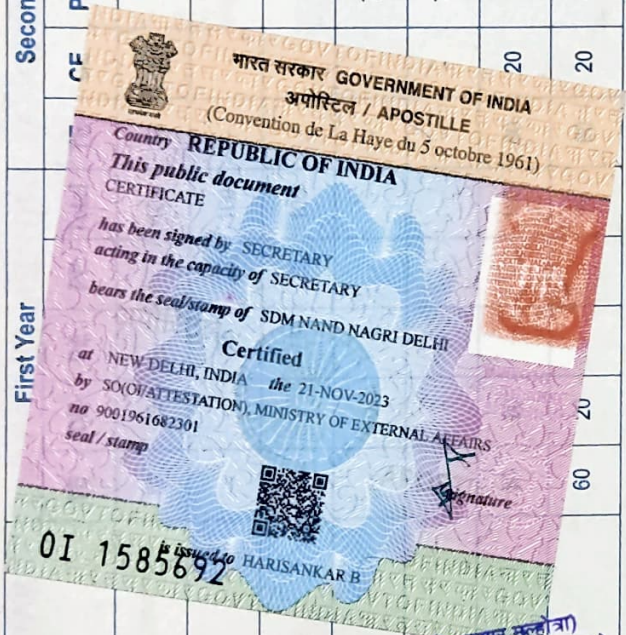 Secon
First Year
CE
20
20
भारत सरकार GOVERNMENT OF INDIA
अपोस्टिल / APOSTILLE
(Convention de La Haye du 5 octobre 1961)
Country REPUBLIC OF INDIA
This public document
CERTIFICATE
has been signed by SECRETARY
acting in the capacity of SECRETARY
bears the seal/stamp of SDM NAND NAGRI DELHI
Certified
at NEW DELHI, INDIA the 21-NOV-2023
by SO(OI/ATTESTATION), MINISTRY OF EXTERNAL AFFAIRS
no 9001961682301
seal / stamp
signature
20
60
is issued to HARISANKAR B
OI 1585692